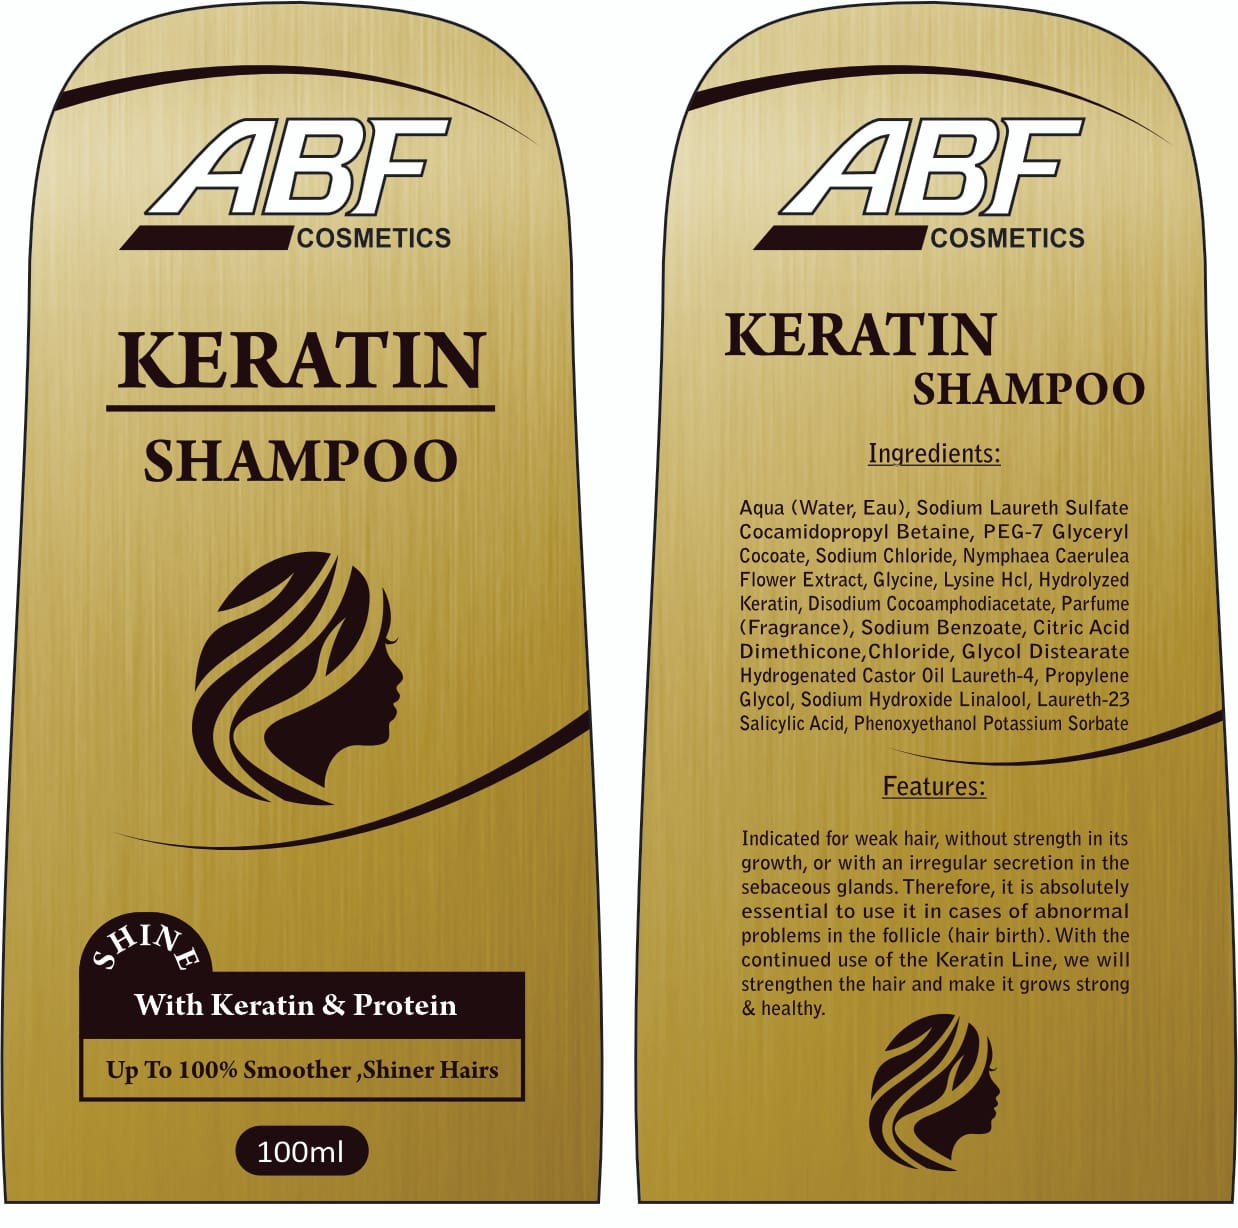 ABF
COSMETICS
KERATIN
SHAMPOO
SHINE
With Keratin & Protein
Up To 100% Smoother ,Shiner Hairs
100ml
ABF
COSMETICS
KERATIN
SHAMPOO
Ingredients:
Aqua (Water, Eau), Sodium Laureth Sulfate
Cocamidopropyl Betaine, PEG-7 Glyceryl
Cocoate, Sodium Chloride, Nymphaea Caerulea
Flower Extract, Glycine, Lysine Hcl, Hydrolyzed
Keratin, Disodium Cocoamphodiacetate, Parfume
(Fragrance), Sodium Benzoate, Citric Acid
Dimethicone,Chloride, Glycol Distearate
Hydrogenated Castor Oil Laureth-4, Propylene
Glycol, Sodium Hydroxide Linalool, Laureth-23
Salicylic Acid, Phenoxyethanol Potassium Sorbate
Features:
Indicated for weak hair, without strength in its
growth, or with an irregular secretion in the
sebaceous glands. Therefore, it is absolutely
essential to use it in cases of abnormal
problems in the follicle (hair birth). With the
continued use of the Keratin Line, we will
strengthen the hair and make it grows strong
& healthy.